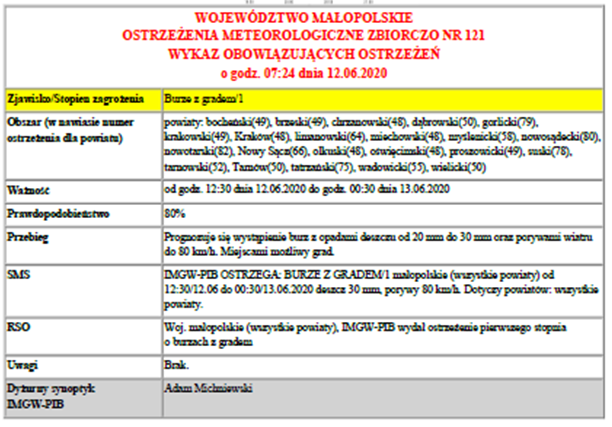 WOJEWÓDZTWO MAŁOPOLSKIE
OSTRZEŻENIA METEOROLOGICZNE ZBIORCZO NR 121
WYKAZ OBOWIĄZUJĄCYCH OSTRZEŻEŃ
o godz. 07:24 dnia 12.06.2020
Zjawisko/Stopień zagrożenia Burze z gradem/1
Obszar (w nawiasie numer ostrzeżenia dla powiatu) powiaty: bocheński(49), brzeski(49), chrzanowski(48), dąbrowski(50), gorlicki(79),
krakowski(49), Kraków(48), limanowski(64), miechowski(48), myślenicki(58), nowosądecki(80),
nowotarski(82), Nowy Sącz(66), olkuski(48), oświęcimski(48), proszowicki(49), suski(78),
tarnowski(52), Tarnów(50), tatrzański(75), wadowicki(55), wielicki(50)
Ważność od godz. 12:30 dnia 12.06.2020 do godz. 00:30 dnia 13.06.2020
Prawdopodobieństwo 80%
Przebieg Prognozuje się wystąpienie burz z opadami deszczu od 20 mm do 30 mm oraz porywami wiatru
do 80 km/h. Miejscami możliwy grad.
SMS IMGW-PIB OSTRZEGA: BURZE Z GRADEM/1 małopolskie (wszystkie powiaty) od
12:30/12.06 do 00:30/13.06.2020 deszcz 30 mm, porywy 80 km/h. Dotyczy powiatów: wszystkie
powiaty.
RSO Woj. małopolskie (wszystkie powiaty), IMGW-PIB wydał ostrzeżenie pierwszego stopnia
o burzach z gradem
Uwagi Brak.
Dyżurny synoptyk
IMGW-PIB Adam Michniewski